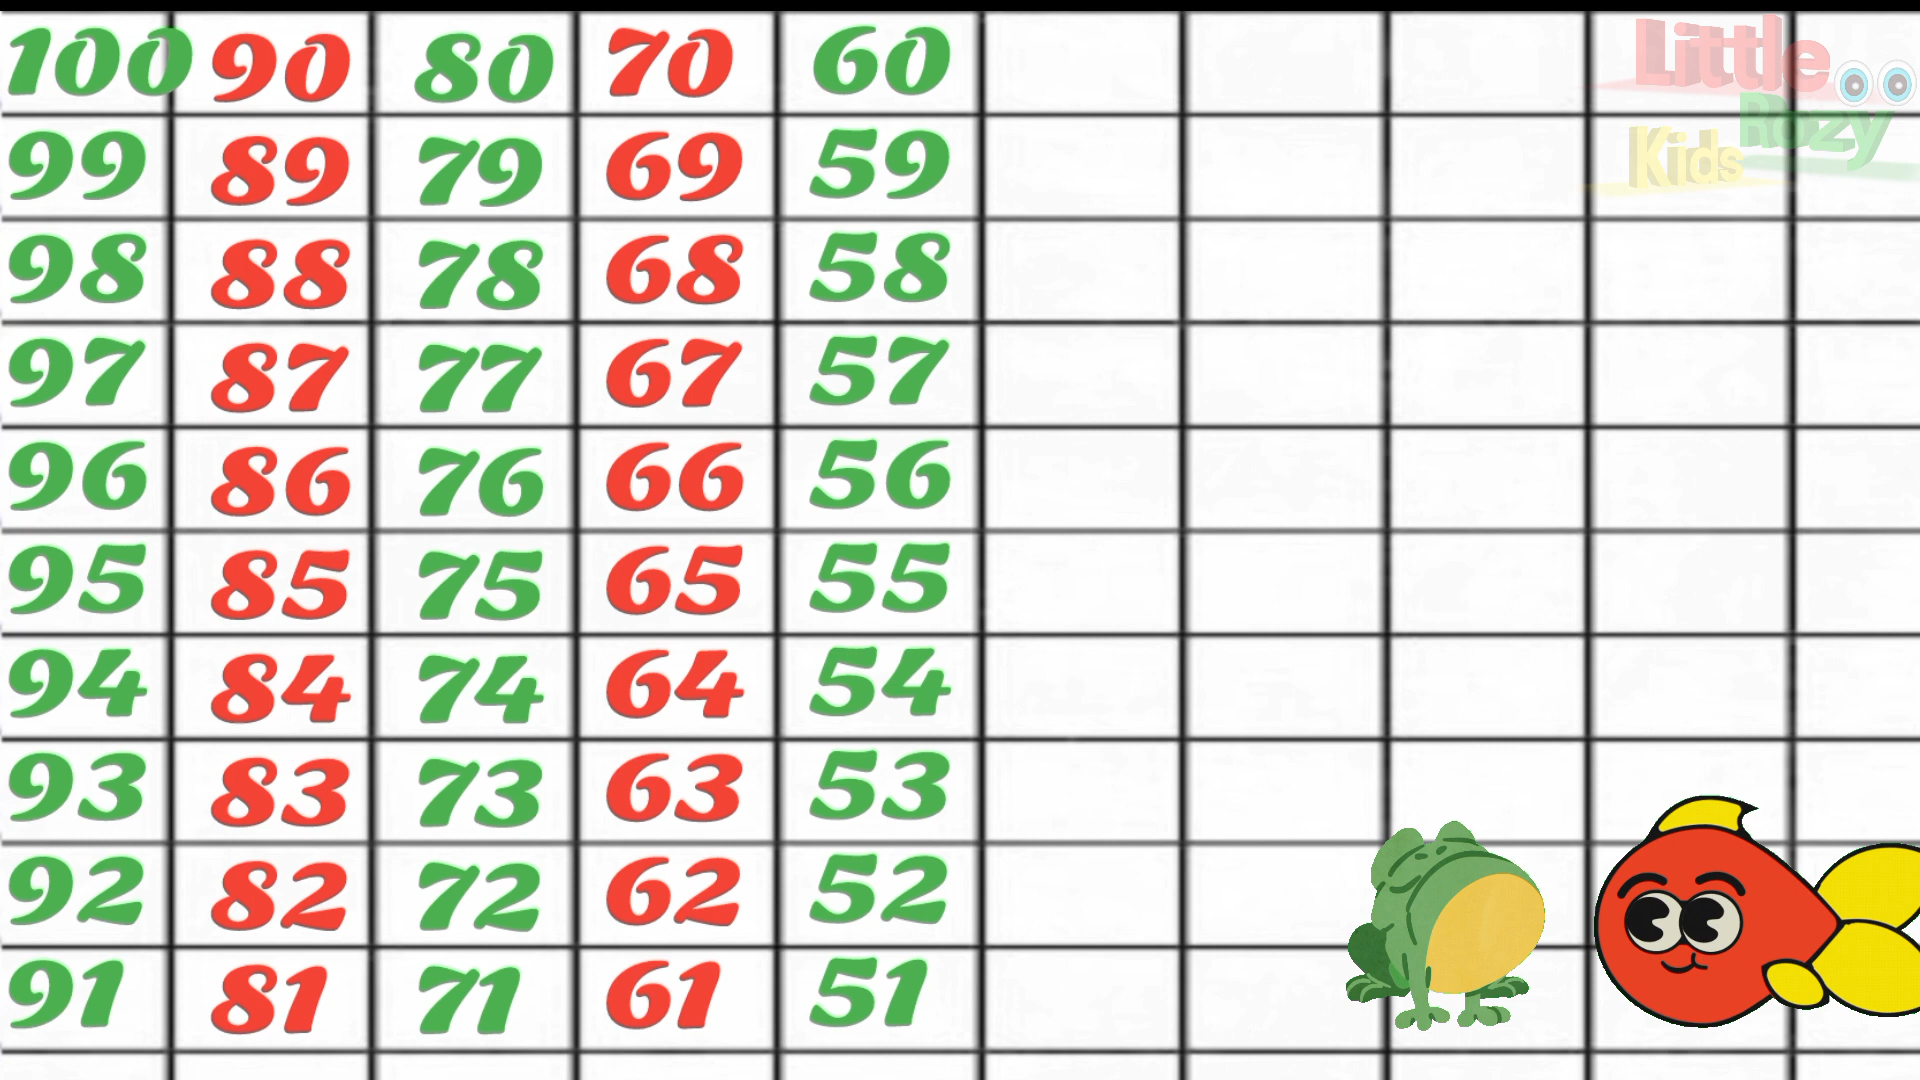 100 90 80 70 60
99 89 79 69 59
98 88 78 68 58
97 87 77 67 57
96 86 76 66 56
95 85 75 65 55
94 84 74 64 54
93 83 73 63 53
92 82 72 62 52
91 81 71 61 51
Little
Rozy
Kids